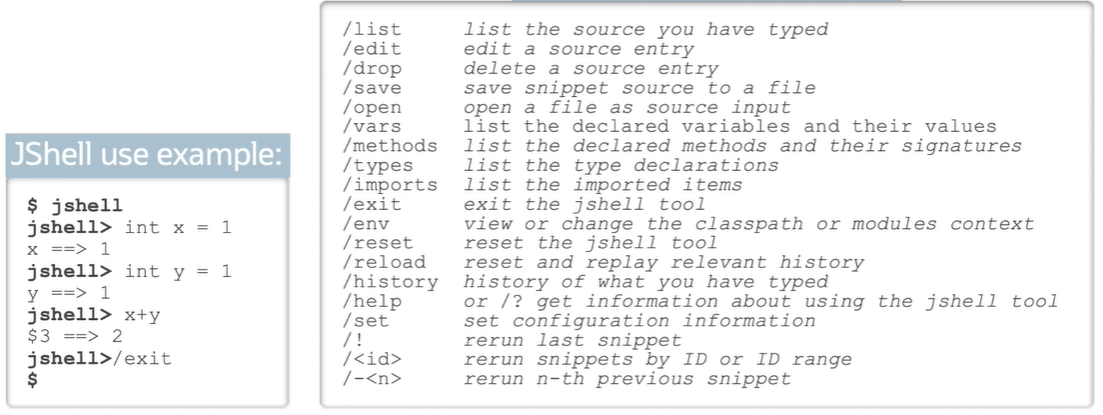 JShell use example:
$ jshell
jshell> int x = 1
x ==> 1
jshell> int y = 1
y ==> 1
jshell> x+y
$3 ==> 2
jshell>/exit
$
/list list the source you have typed
/edit edit a source entry
/drop delete a source entry
/save save snippet source to a file
/open open a file as source input
/vars list the declared variables and their values
/methods list the declared methods and their signatures
/types list the type declarations
/imports list the imported items
/exit exit the jshell tool
/env view or change the classpath or modules context
/reset reset the jshell tool
/reload reset and replay relevant history
/history history of what you have typed
/help or /? get information about using the jshell tool
/set set configuration information
/! rerun last snippet
/<id> rerun snippets by ID or ID range
/-<n> rerun n-th previous snippet